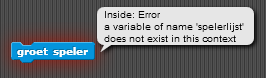 Inside: Error
a variable of name 'spelerlijst'
does not exist in this context
groet speler